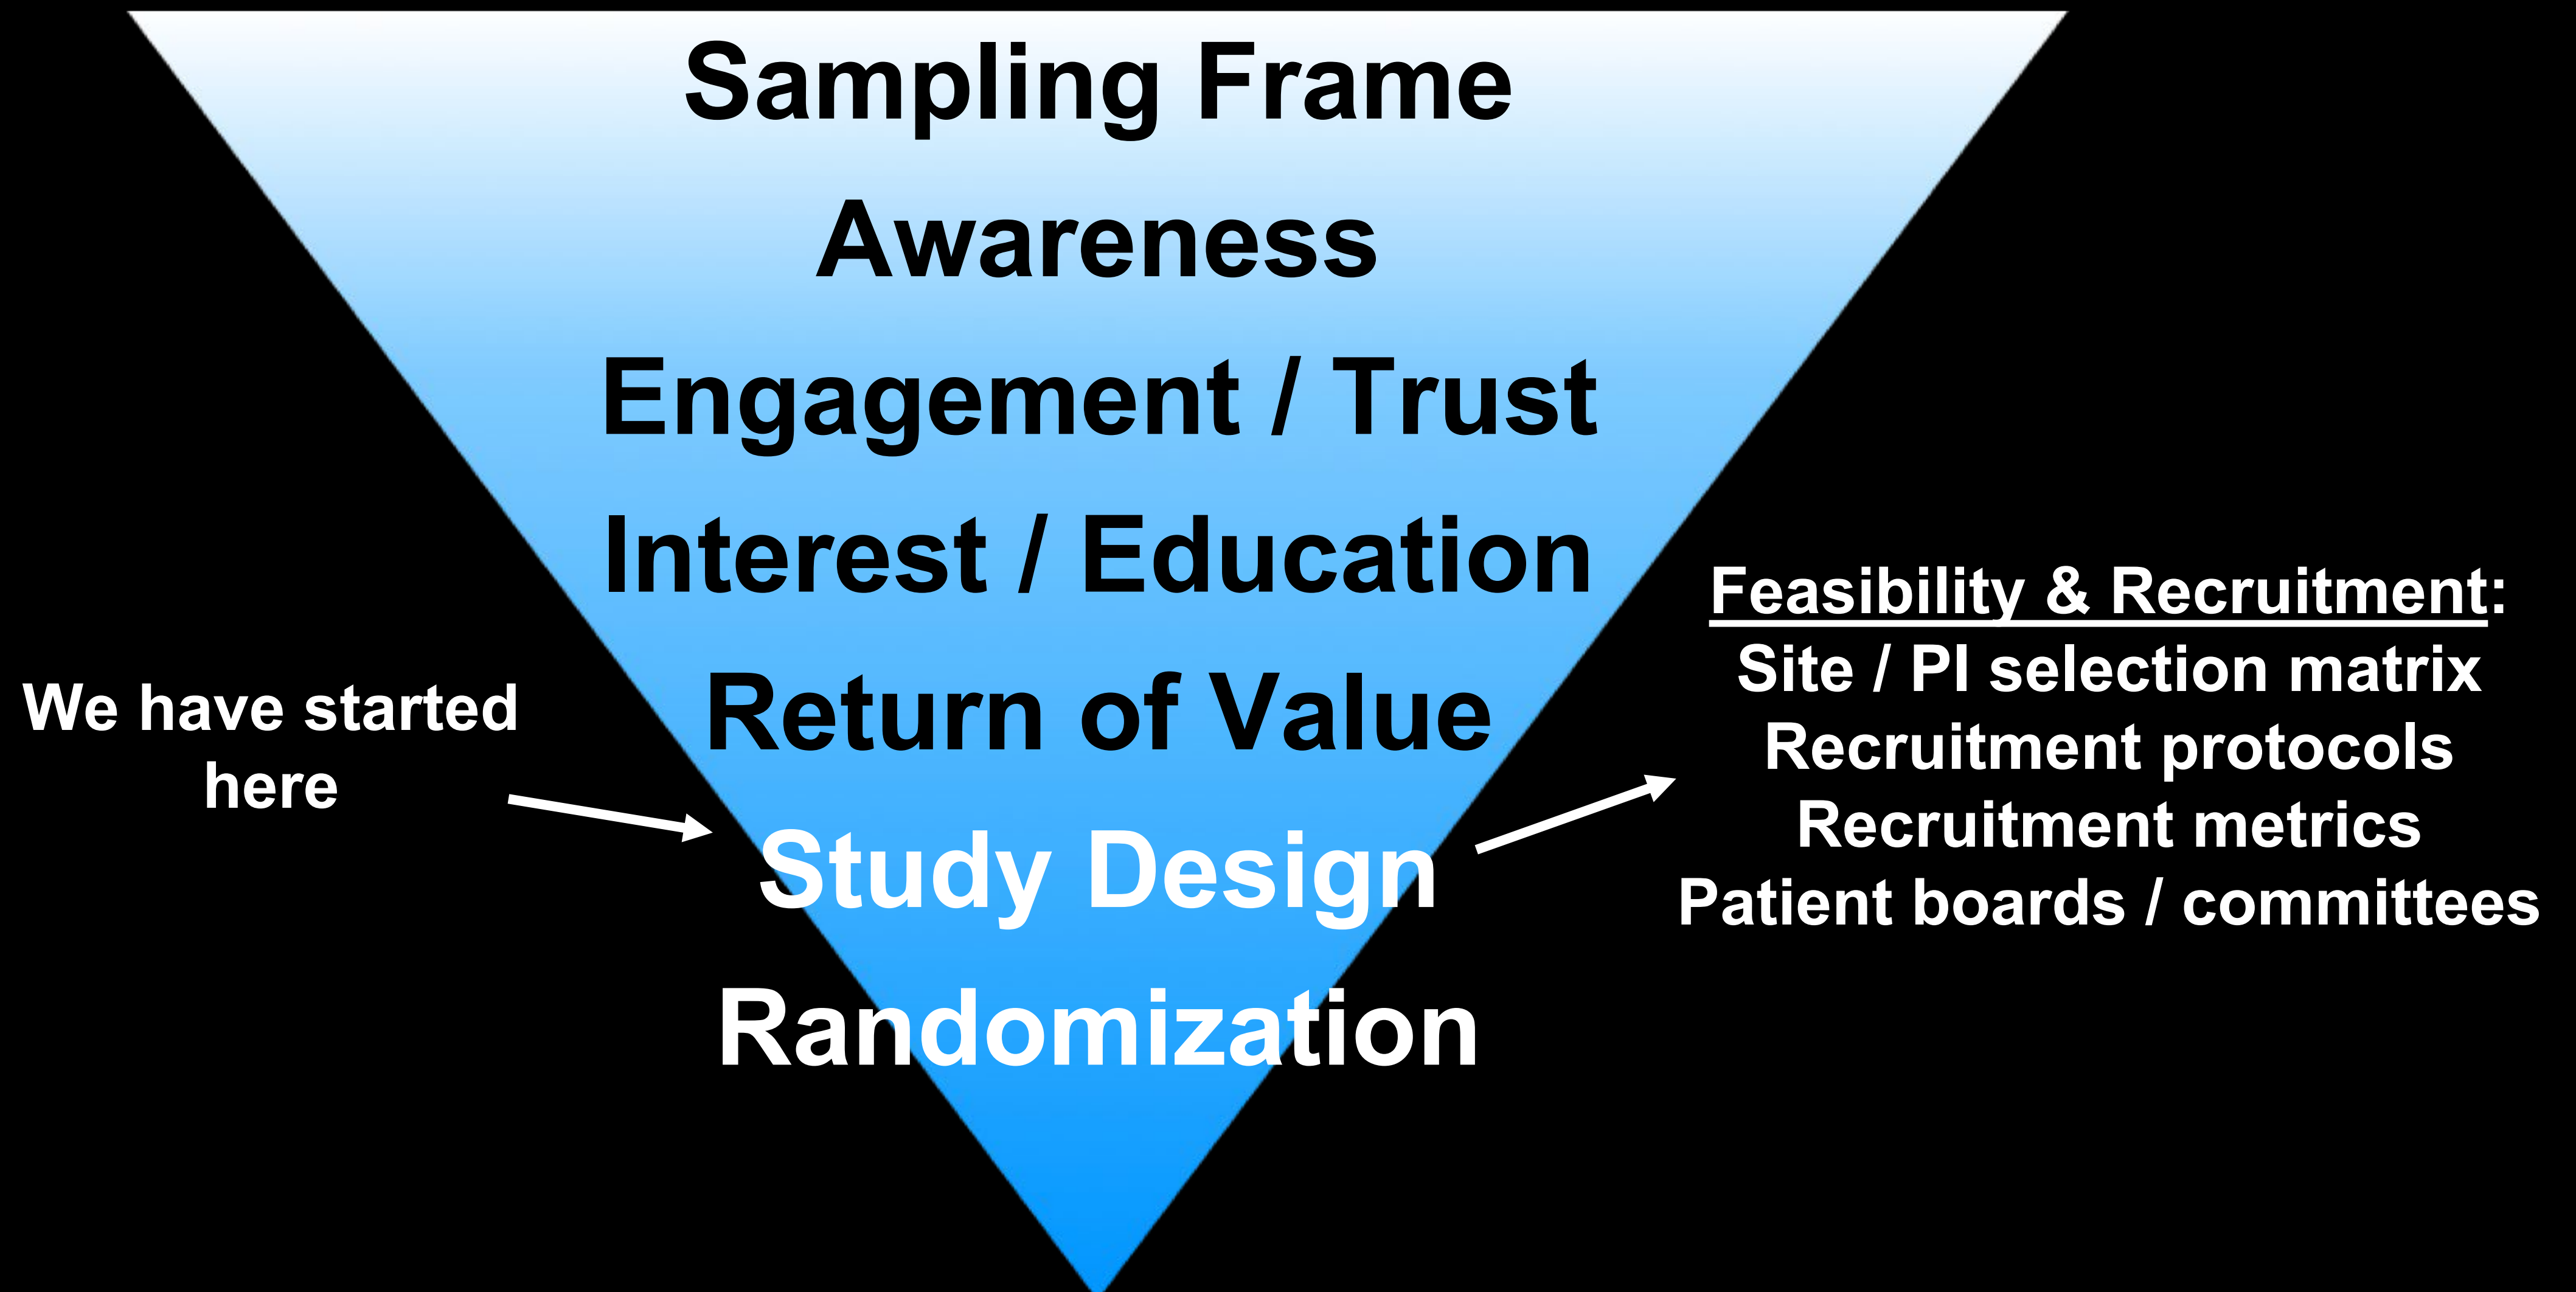 Sampling Frame
Awareness
Engagement / Trust
Interest / Education
Return of Value
Study Design
Randomization
We have started
here
Feasibility & Recruitment:
Site / PI selection matrix
Recruitment protocols
Recruitment metrics
Patient boards / committees